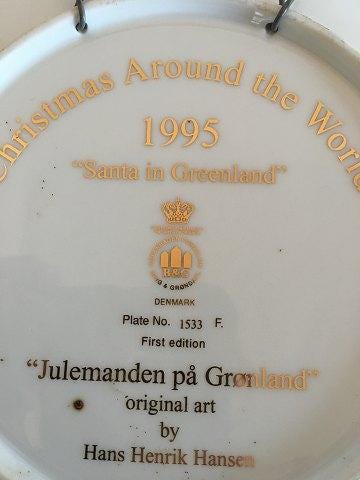 Christmas Around the World
1995
"Santa in Greenland"
B&G
DENMARK
Plate No. 1533 F.
First edition
"Julemanden på Grønland"
original art
by
Hans Henrik Hansen